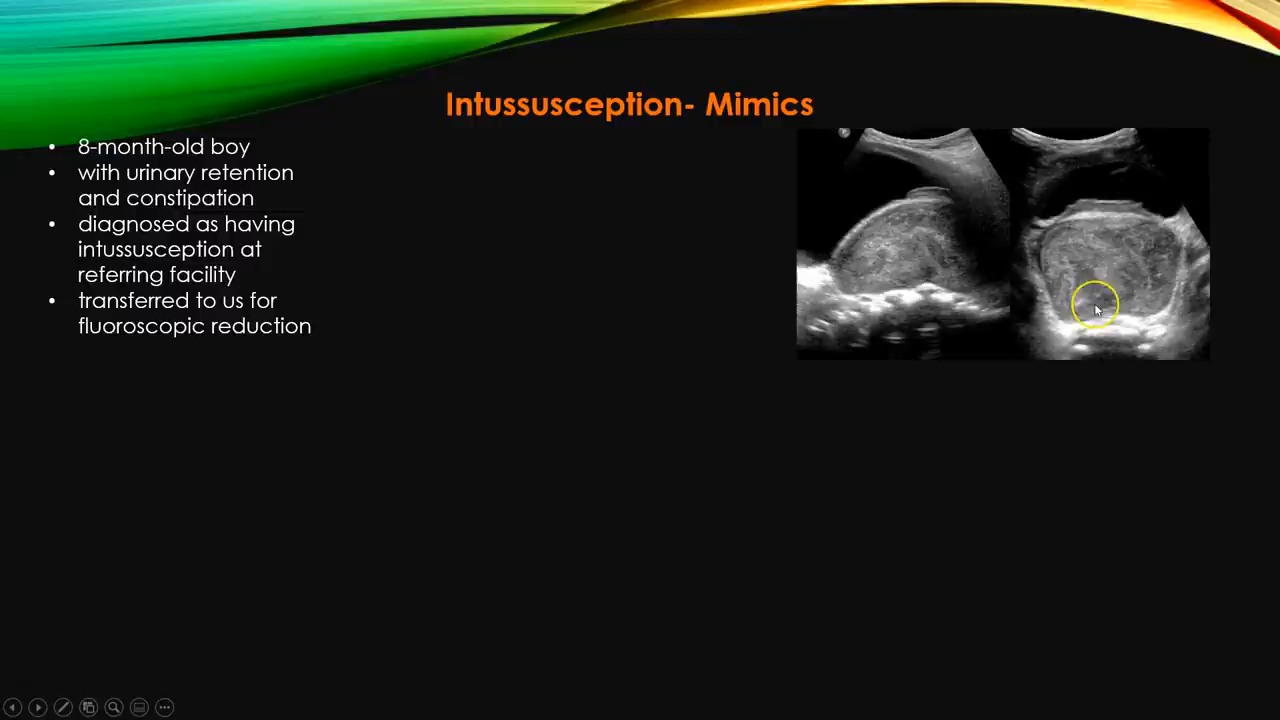 Intussusception- Mimics
• 8-month-old boy
• with urinary retention
and constipation
• diagnosed as having
intussusception at
referring facility
• transferred to us for
fluoroscopic reduction